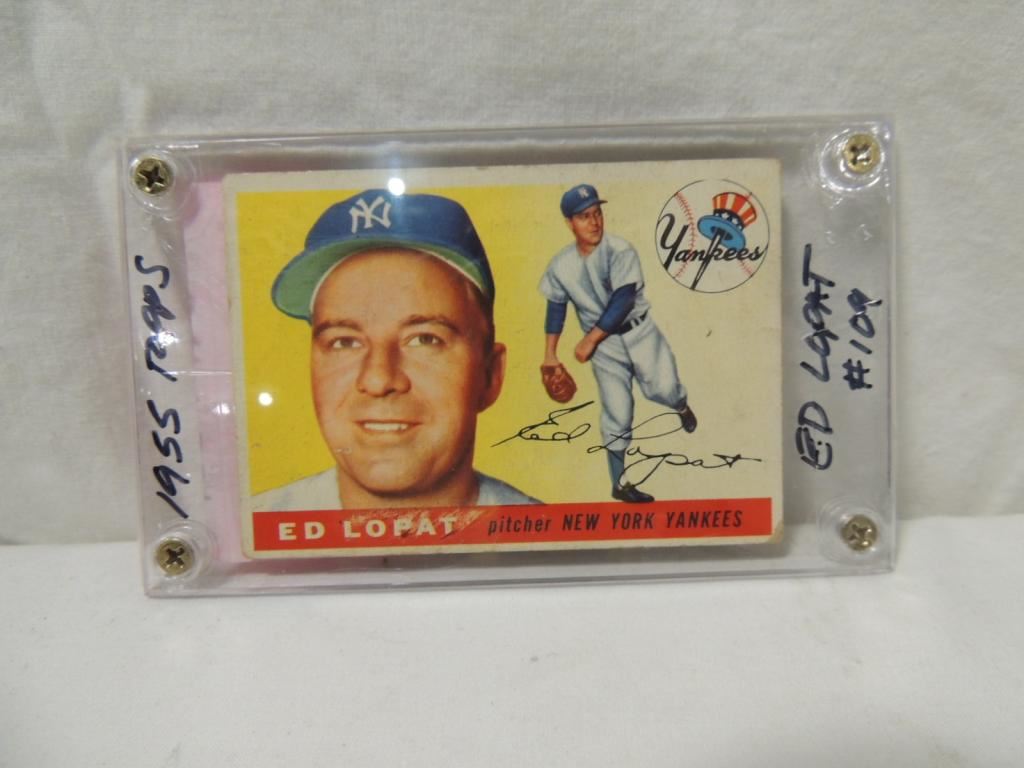 1955 Topps
NY
Yankees
Ed Lopat
ED LOPAT pitcher NEW YORK YANKEES
ED LOPAT
#109